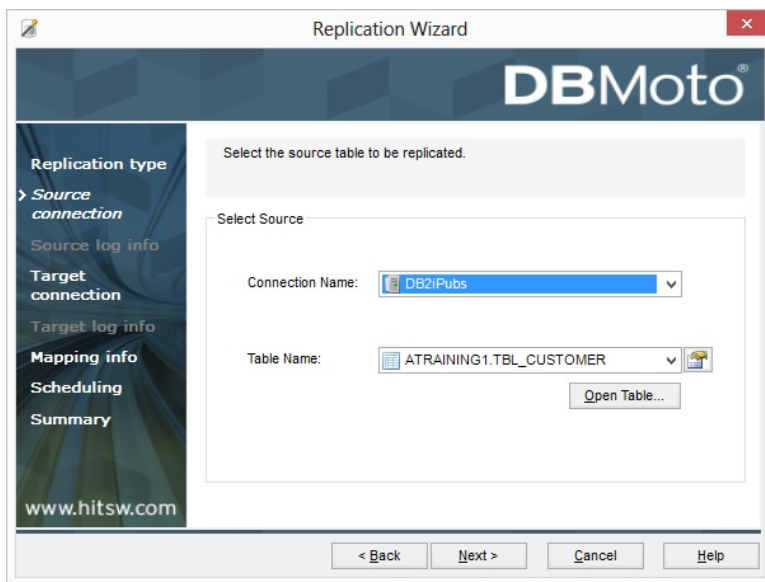 Replication Wizard
DBMoto®
Replication type
> Source
connection
Source log info
Target
connection
Target log info
Mapping info
Scheduling
Summary
www.hitsw.com
Select the source table to be replicated.
Select Source
Connection Name:
DB2iPubs
Table Name:
ATRAINING1.TBL_CUSTOMER
Open Table...
< Back
Next >
Cancel
Help